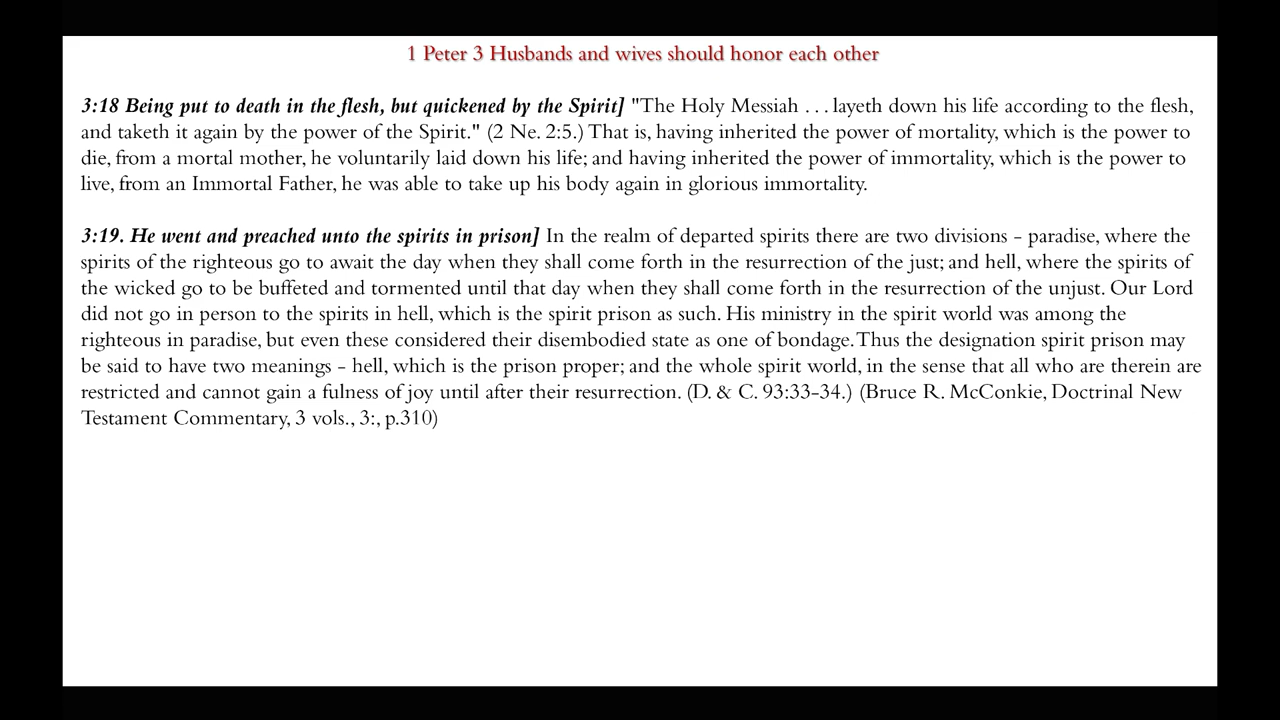 1 Peter 3 Husbands and wives should honor each other
3:18 Being put to death in the flesh, but quickened by the Spirit] "The Holy Messiah . . . layeth down his life according to the flesh,
and taketh it again by the power of the Spirit." (2 Ne. 2:5.) That is, having inherited the power of mortality, which is the power to
die, from a mortal mother, he voluntarily laid down his life; and having inherited the power of immortality, which is the power to
live, from an Immortal Father, he was able to take up his body again in glorious immortality.
3:19. He went and preached unto the spirits in prison] In the realm of departed spirits there are two divisions - paradise, where the
spirits of the righteous go to await the day when they shall come forth in the resurrection of the just; and hell, where the spirits of
the wicked go to be buffeted and tormented until that day when they shall come forth in the resurrection of the unjust. Our Lord
did not go in person to the spirits in hell, which is the spirit prison as such. His ministry in the spirit world was among the
righteous in paradise, but even these considered their disembodied state as one of bondage. Thus the designation spirit prison may
be said to have two meanings - hell, which is the prison proper; and the whole spirit world, in the sense that all who are therein are
restricted and cannot gain a fulness of joy until after their resurrection. (D. & C. 93:33-34.) (Bruce R. McConkie, Doctrinal New
Testament Commentary, 3 vols., 3:, p.310)